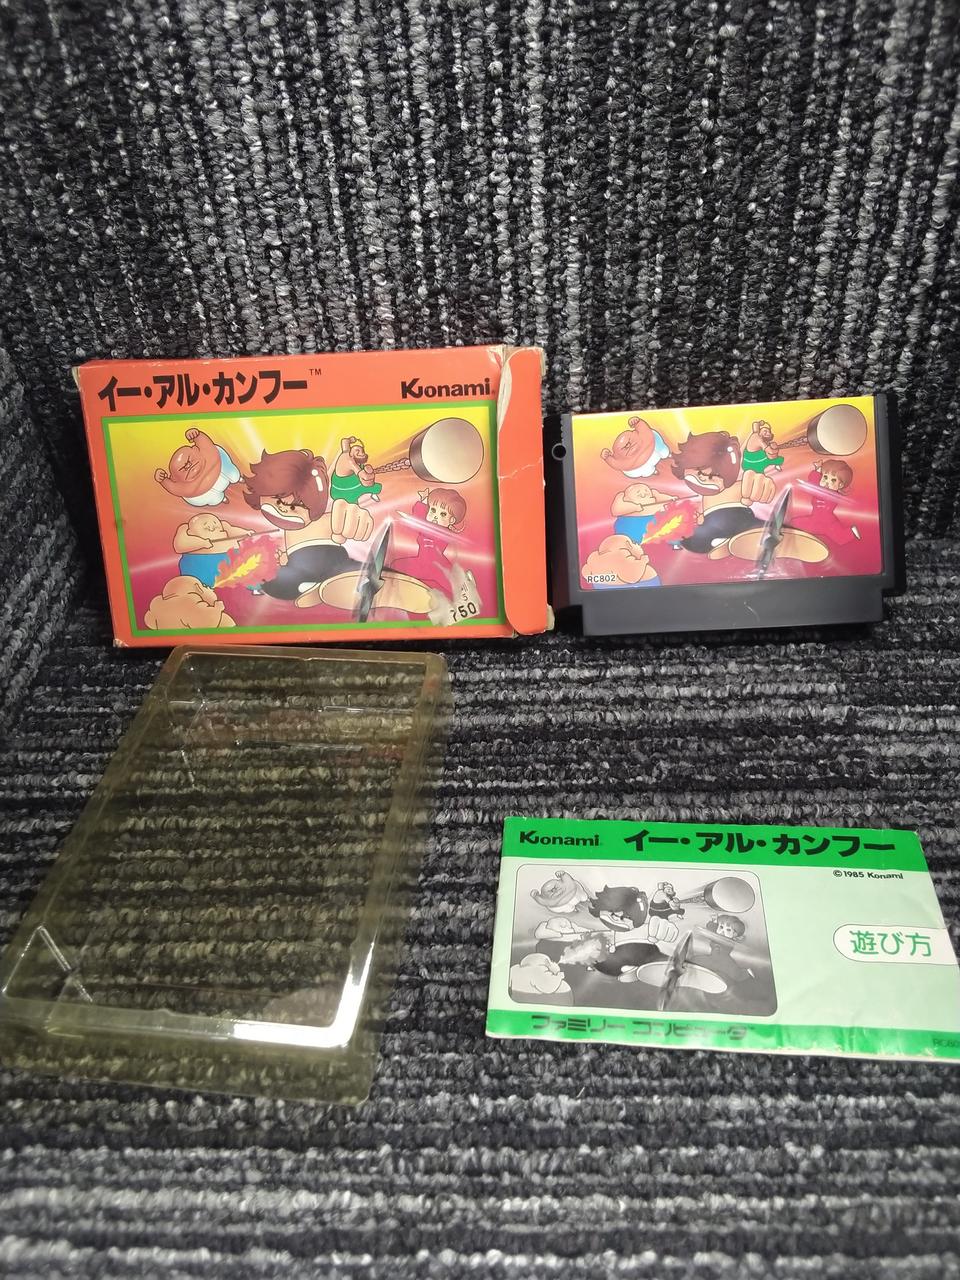 イー・アル・カンフー™
Konami
小
5
750
RC802
Konami
イー・アル・カンフー
©1985 Konami
遊び方
ファミリー コンピュータ